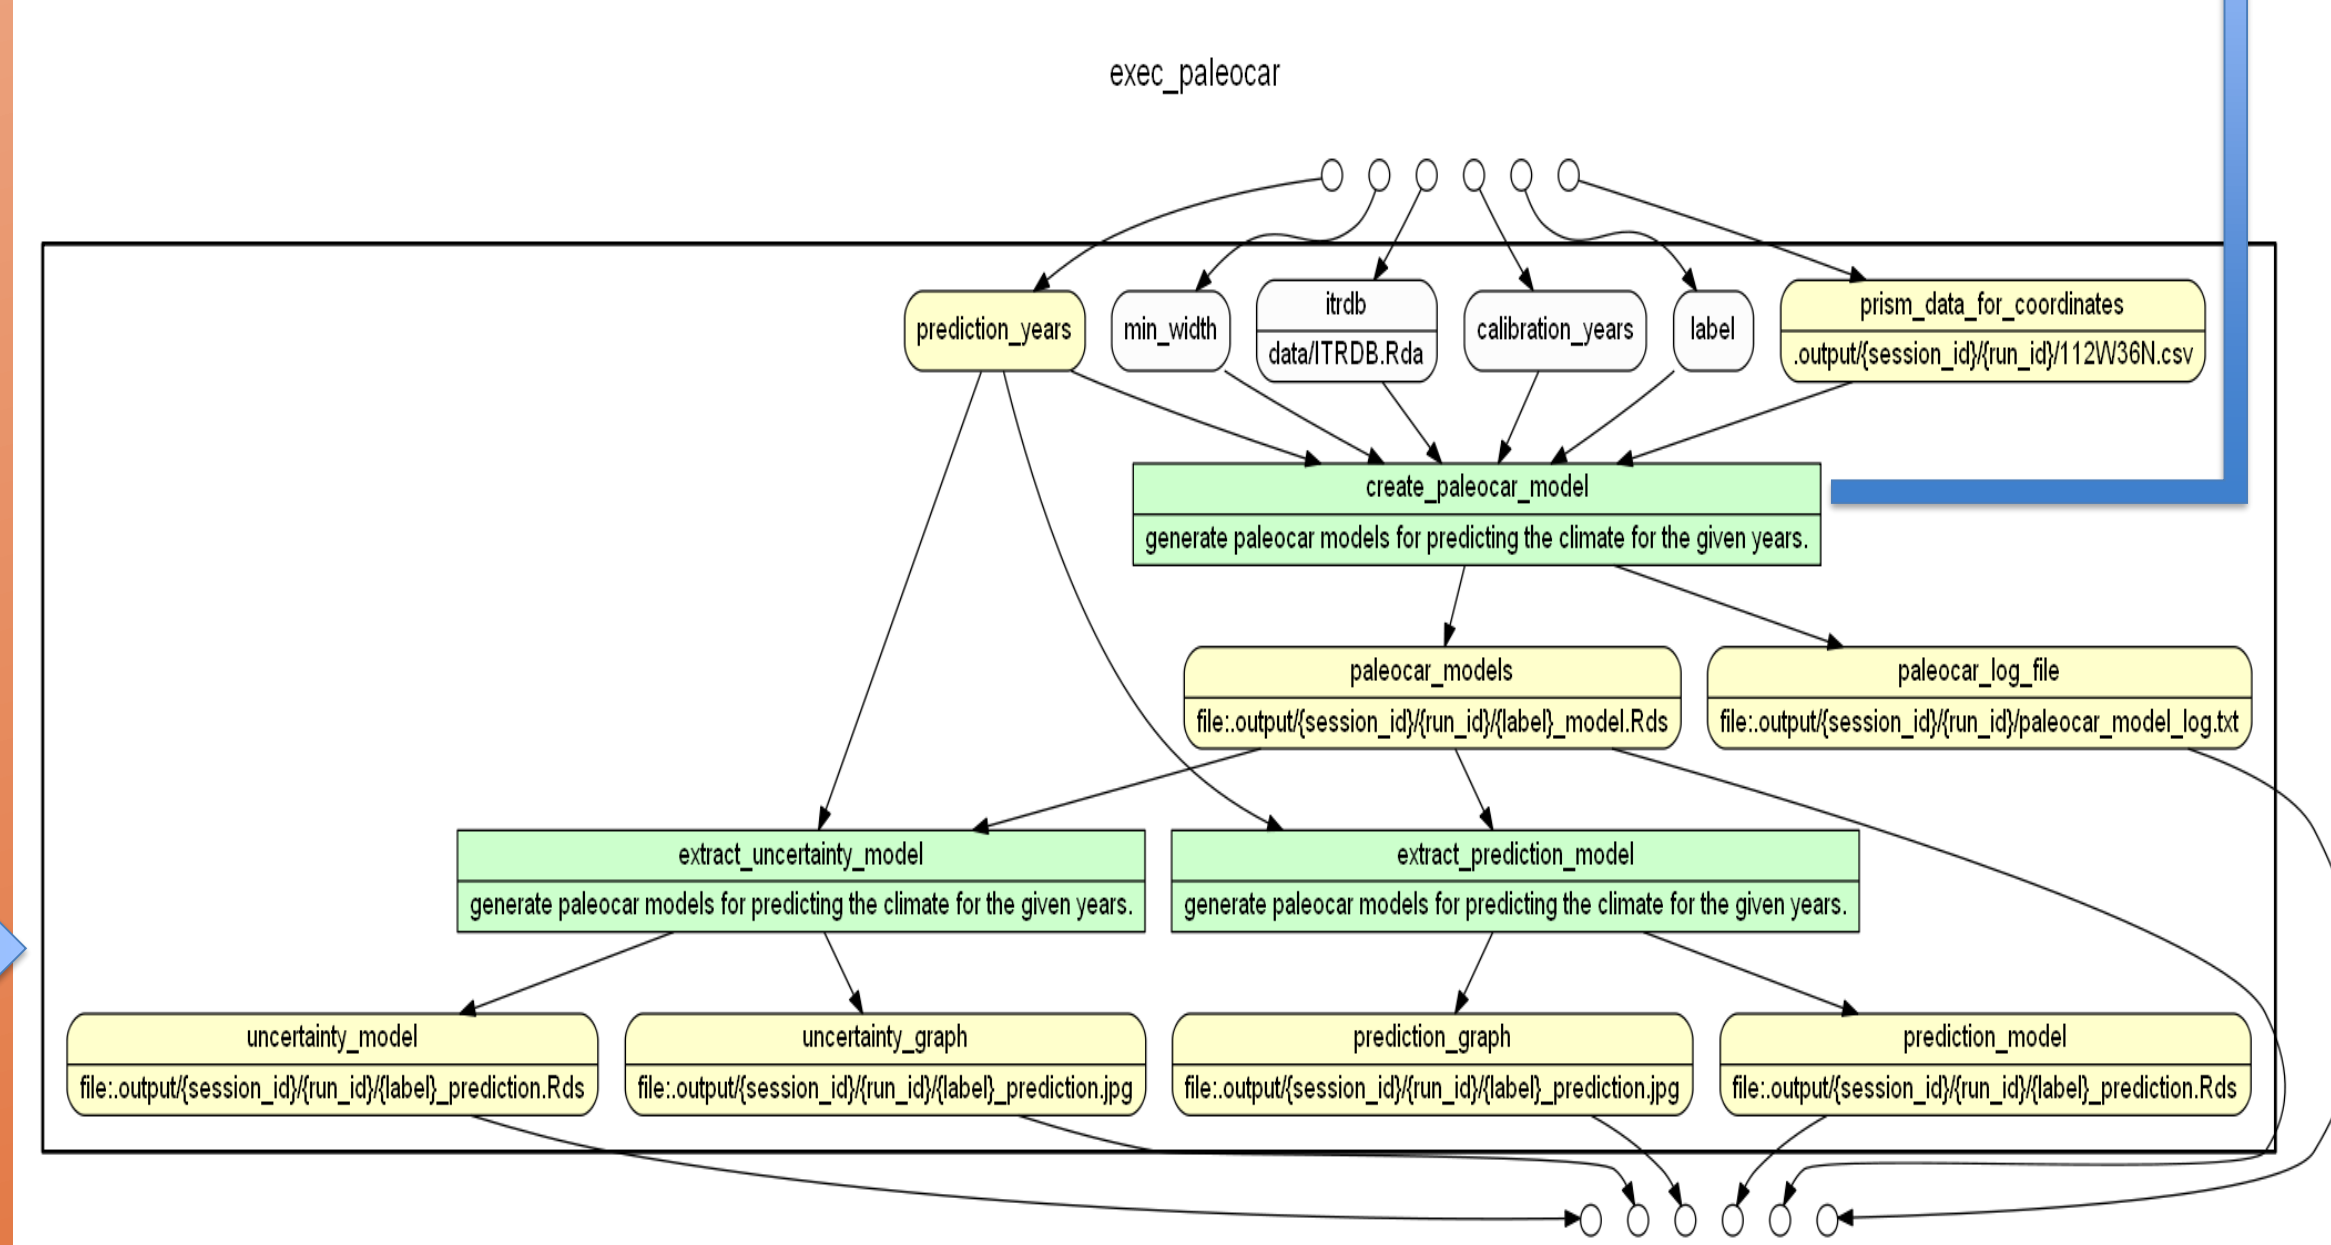 exec_paleocar
prediction_years
min_width
itrdb
data/ITRDB.Rda
calibration_years
label
prism_data_for_coordinates
.output/{session_id}/{run_id}/112W36N.csv
create_paleocar_model
generate paleocar models for predicting the climate for the given years.
paleocar_models
file:.output/{session_id}/{run_id}/{label}_model.Rds
paleocar_log_file
file:.output/{session_id}/{run_id}/paleocar_model_log.txt
extract_uncertainty_model
generate paleocar models for predicting the climate for the given years.
extract_prediction_model
generate paleocar models for predicting the climate for the given years.
uncertainty_model
file:.output/{session_id}/{run_id}/{label}_prediction.Rds
uncertainty_graph
file:.output/{session_id}/{run_id}/{label}_prediction.jpg
prediction_graph
file:.output/{session_id}/{run_id}/{label}_prediction.jpg
prediction_model
file:.output/{session_id}/{run_id}/{label}_prediction.Rds